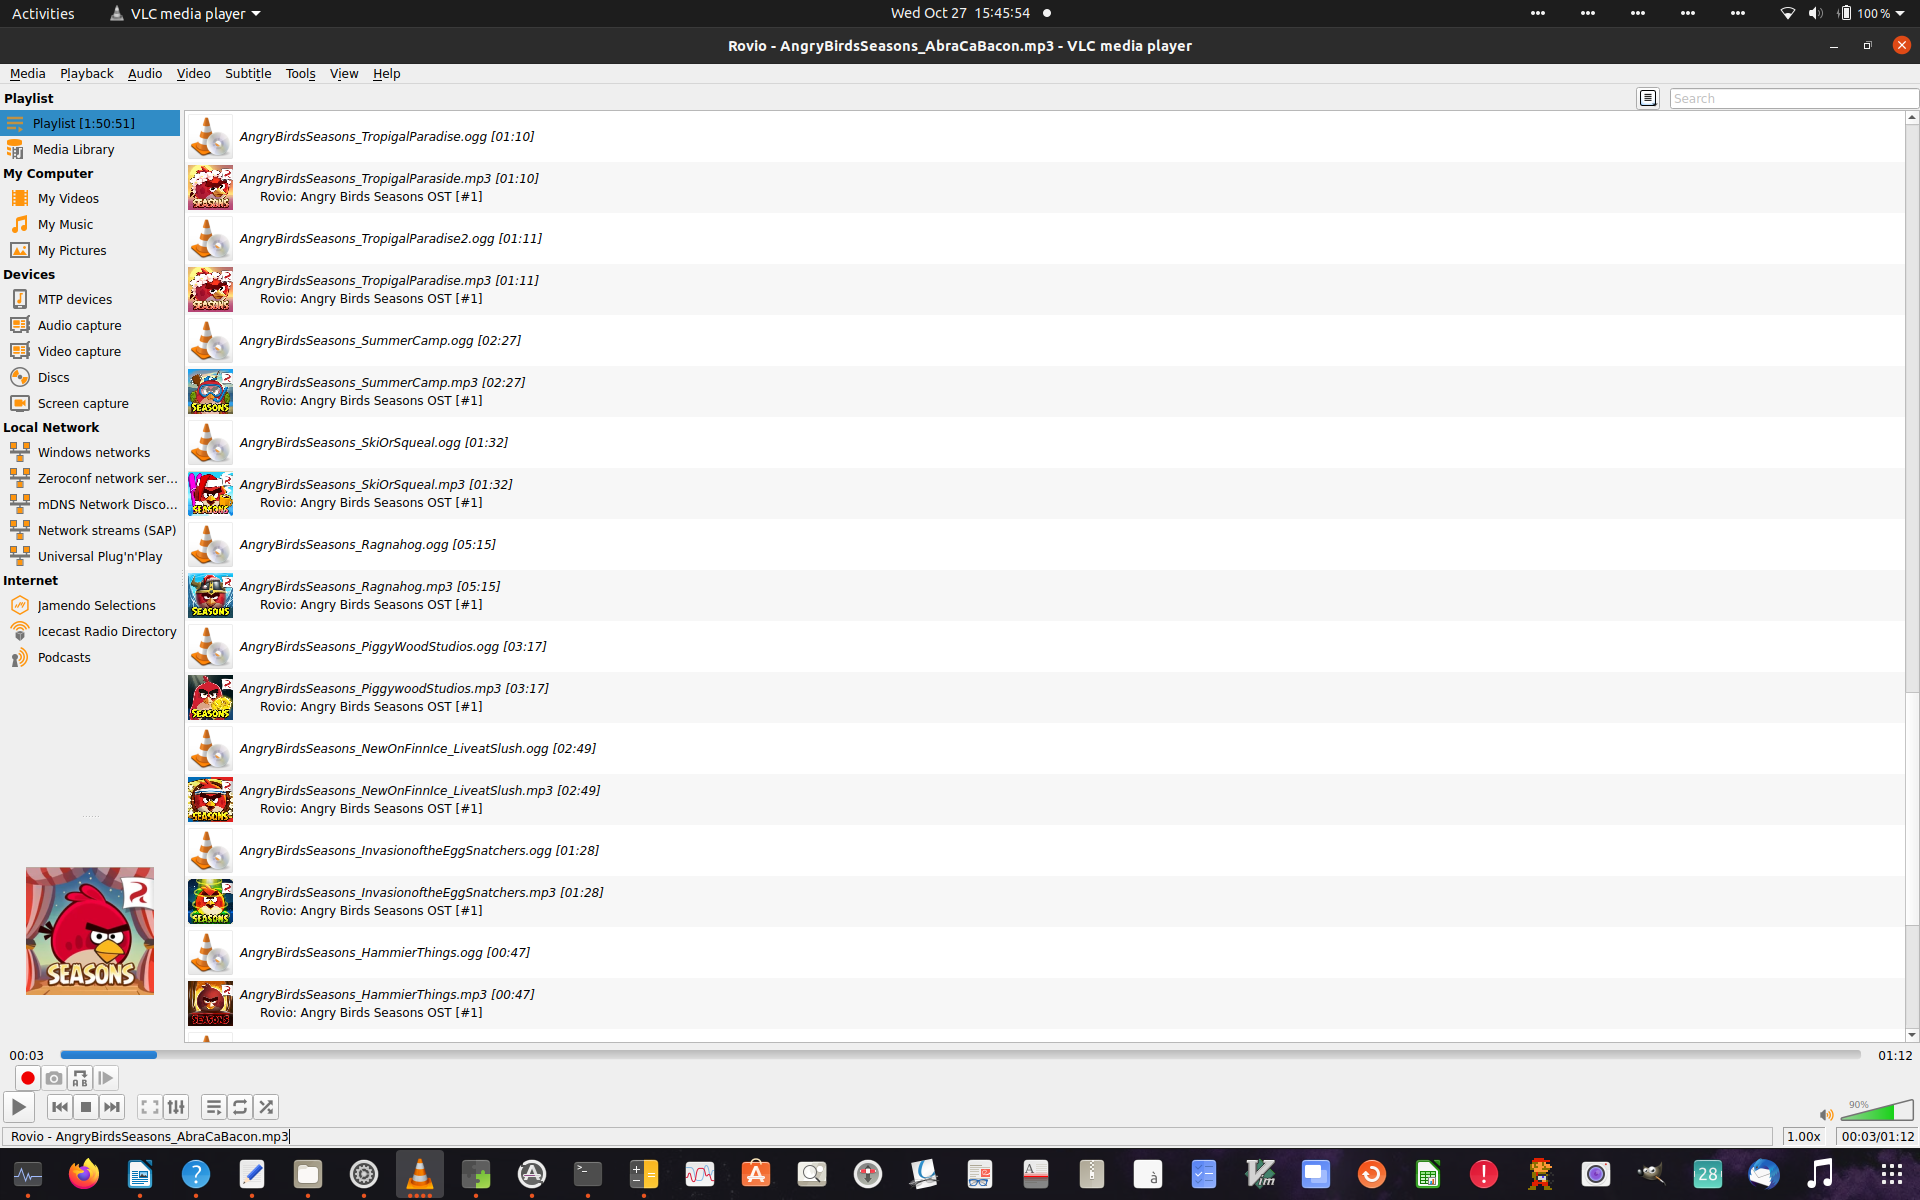 Activities
VLC media player
Wed Oct 27 15:45:54
100 %
Rovio - AngryBirdsSeasons_AbraCaBacon.mp3 - VLC media player
Media Playback Audio Video Subtitle Tools View Help
Playlist
Search
Playlist [1:50:51]
Media Library
My Computer
My Videos
My Music
My Pictures
Devices
MTP devices
Audio capture
Video capture
Discs
Screen capture
Local Network
Windows networks
Zeroconf network ser...
mDNS Network Disco...
Network streams (SAP)
Universal Plug'n'Play
Internet
Jamendo Selections
Icecast Radio Directory
Podcasts
SEASONS
AngryBirdsSeasons_TropigalParadise.ogg [01:10]
AngryBirdsSeasons_TropigalParaside.mp3 [01:10]
Rovio: Angry Birds Seasons OST [#1]
AngryBirdsSeasons_TropigalParadise2.ogg [01:11]
AngryBirdsSeasons_TropigalParadise.mp3 [01:11]
Rovio: Angry Birds Seasons OST [#1]
AngryBirdsSeasons_SummerCamp.ogg [02:27]
AngryBirdsSeasons_SummerCamp.mp3 [02:27]
Rovio: Angry Birds Seasons OST [#1]
AngryBirdsSeasons_SkiOrSqueal.ogg [01:32]
AngryBirdsSeasons_SkiOrSqueal.mp3 [01:32]
Rovio: Angry Birds Seasons OST [#1]
AngryBirdsSeasons_Ragnahog.ogg [05:15]
AngryBirdsSeasons_Ragnahog.mp3 [05:15]
Rovio: Angry Birds Seasons OST [#1]
AngryBirdsSeasons_PiggyWoodStudios.ogg [03:17]
AngryBirdsSeasons_PiggywoodStudios.mp3 [03:17]
Rovio: Angry Birds Seasons OST [#1]
AngryBirdsSeasons_NewOnFinnIce_LiveatSlush.ogg [02:49]
AngryBirdsSeasons_NewOnFinnIce_LiveatSlush.mp3 [02:49]
Rovio: Angry Birds Seasons OST [#1]
AngryBirdsSeasons_InvasionoftheEggSnatchers.ogg [01:28]
AngryBirdsSeasons_InvasionoftheEggSnatchers.mp3 [01:28]
Rovio: Angry Birds Seasons OST [#1]
AngryBirdsSeasons_HammierThings.ogg [00:47]
AngryBirdsSeasons_HammierThings.mp3 [00:47]
Rovio: Angry Birds Seasons OST [#1]
00:03
01:12
90%
Rovio - AngryBirdsSeasons_AbraCaBacon.mp3
1.00x
00:03/01:12
28